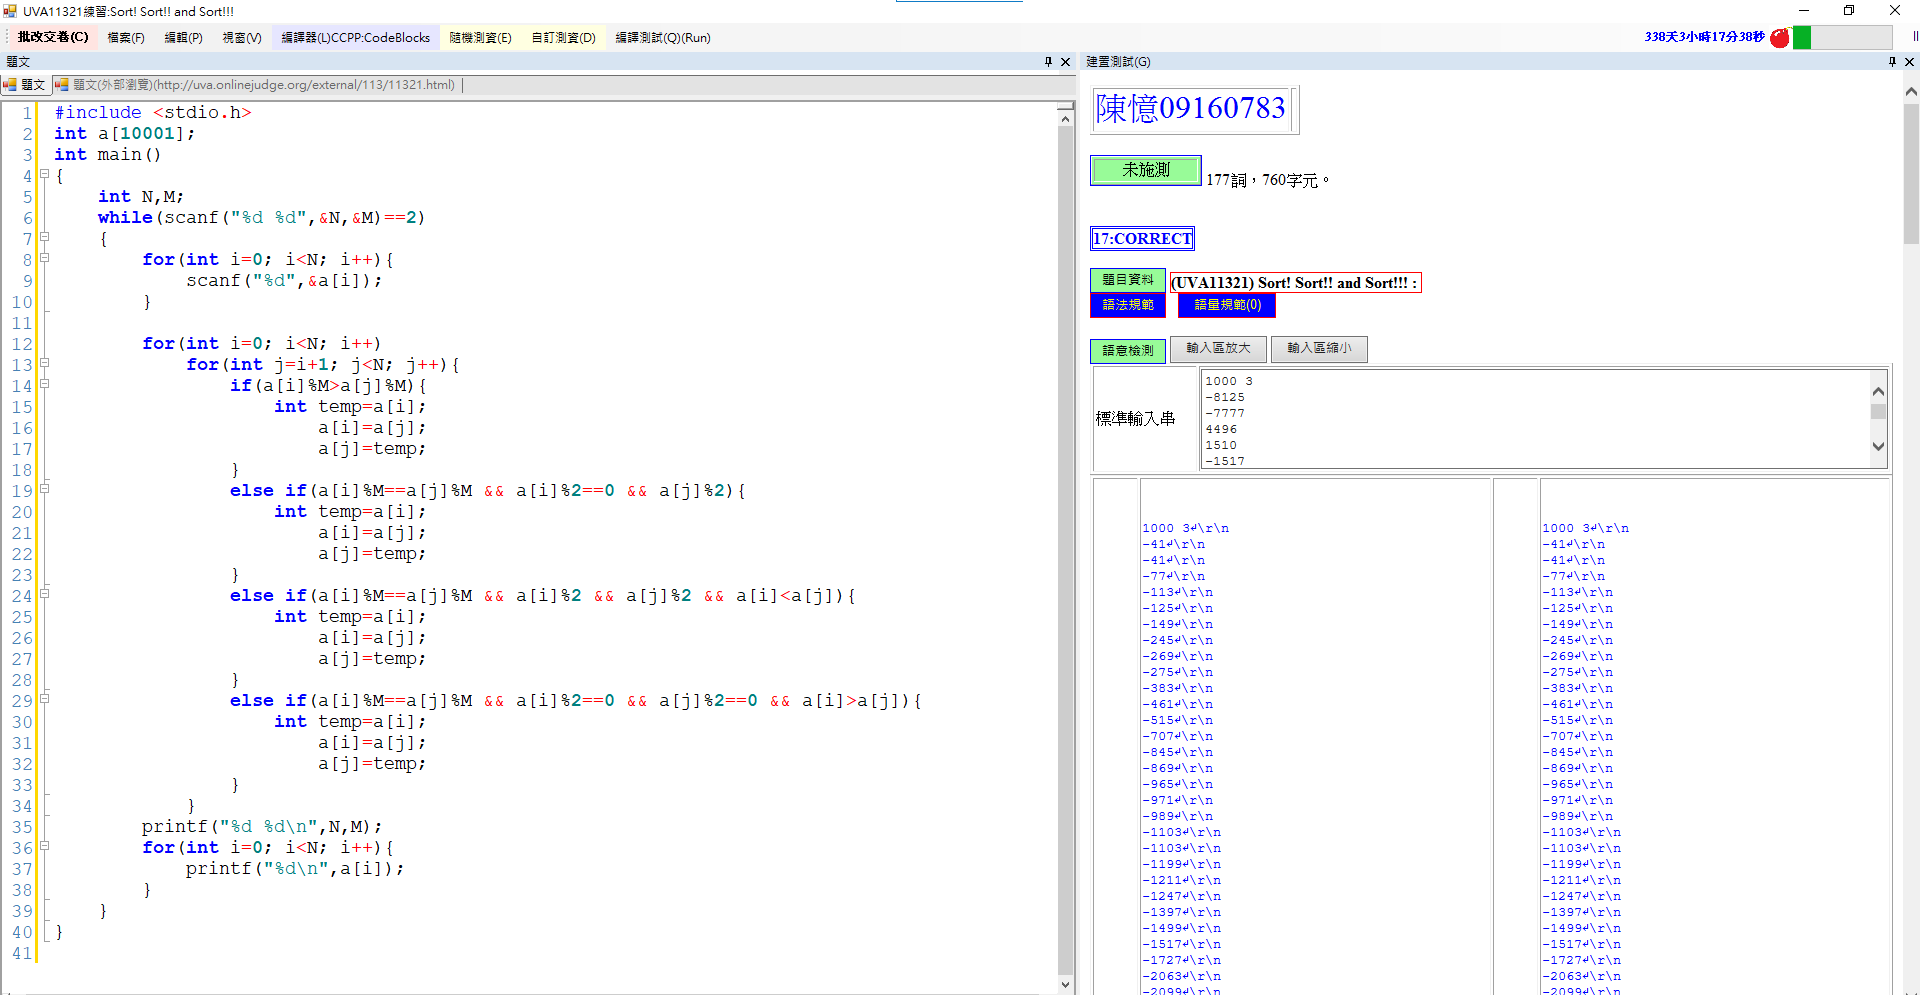 UVA11321練習:Sort! Sort!! and Sort!!!
批改交卷(C) 檔案(F) 編輯(P) 視窗(V) 編譯器(L)CCPP:CodeBlocks 隨機測資(E) 自訂測資(D) 編譯測試(Q)(Run) 338天3小時17分38秒
題文
題文 題文(外部瀏覽)(http://uva.onlinejudge.org/external/113/11321.html)
1 #include <stdio.h>
2 int a[10001];
3 int main()
4 {
5 int N,M;
6 while(scanf("%d %d",&N,&M)==2)
7 {
8 for(int i=0; i<N; i++){
9 scanf("%d",&a[i]);
10 }
11
12 for(int i=0; i<N; i++)
13 for(int j=i+1; j<N; j++){
14 if(a[i]%M>a[j]%M){
15 int temp=a[i];
16 a[i]=a[j];
17 a[j]=temp;
18 }
19 else if(a[i]%M==a[j]%M && a[i]%2==0 && a[j]%2){
20 int temp=a[i];
21 a[i]=a[j];
22 a[j]=temp;
23 }
24 else if(a[i]%M==a[j]%M && a[i]%2 && a[j]%2 && a[i]<a[j]){
25 int temp=a[i];
26 a[i]=a[j];
27 a[j]=temp;
28 }
29 else if(a[i]%M==a[j]%M && a[i]%2==0 && a[j]%2==0 && a[i]>a[j]){
30 int temp=a[i];
31 a[i]=a[j];
32 a[j]=temp;
33 }
34 }
35 printf("%d %d\n",N,M);
36 for(int i=0; i<N; i++){
37 printf("%d\n",a[i]);
38 }
39 }
40 }
41
建置測試(G)
陳憶09160783
未施測 177詞，760字元。
17:CORRECT
題目資料 (UVA11321) Sort! Sort!! and Sort!!! :
語法規範 語量規範(0)
語意檢測 輸入區放大 輸入區縮小
標準輸入串
1000 3
-8125
-7777
4496
1510
-1517
1000 3↲\r\n 1000 3↲\r\n
-41↲\r\n -41↲\r\n
-41↲\r\n -41↲\r\n
-77↲\r\n -77↲\r\n
-113↲\r\n -113↲\r\n
-125↲\r\n -125↲\r\n
-149↲\r\n -149↲\r\n
-245↲\r\n -245↲\r\n
-269↲\r\n -269↲\r\n
-275↲\r\n -275↲\r\n
-383↲\r\n -383↲\r\n
-461↲\r\n -461↲\r\n
-515↲\r\n -515↲\r\n
-707↲\r\n -707↲\r\n
-845↲\r\n -845↲\r\n
-869↲\r\n -869↲\r\n
-965↲\r\n -965↲\r\n
-971↲\r\n -971↲\r\n
-989↲\r\n -989↲\r\n
-1103↲\r\n -1103↲\r\n
-1103↲\r\n -1103↲\r\n
-1199↲\r\n -1199↲\r\n
-1211↲\r\n -1211↲\r\n
-1247↲\r\n -1247↲\r\n
-1397↲\r\n -1397↲\r\n
-1499↲\r\n -1499↲\r\n
-1517↲\r\n -1517↲\r\n
-1727↲\r\n -1727↲\r\n
-2063↲\r\n -2063↲\r\n
-2099↲\r\n -2099↲\r\n